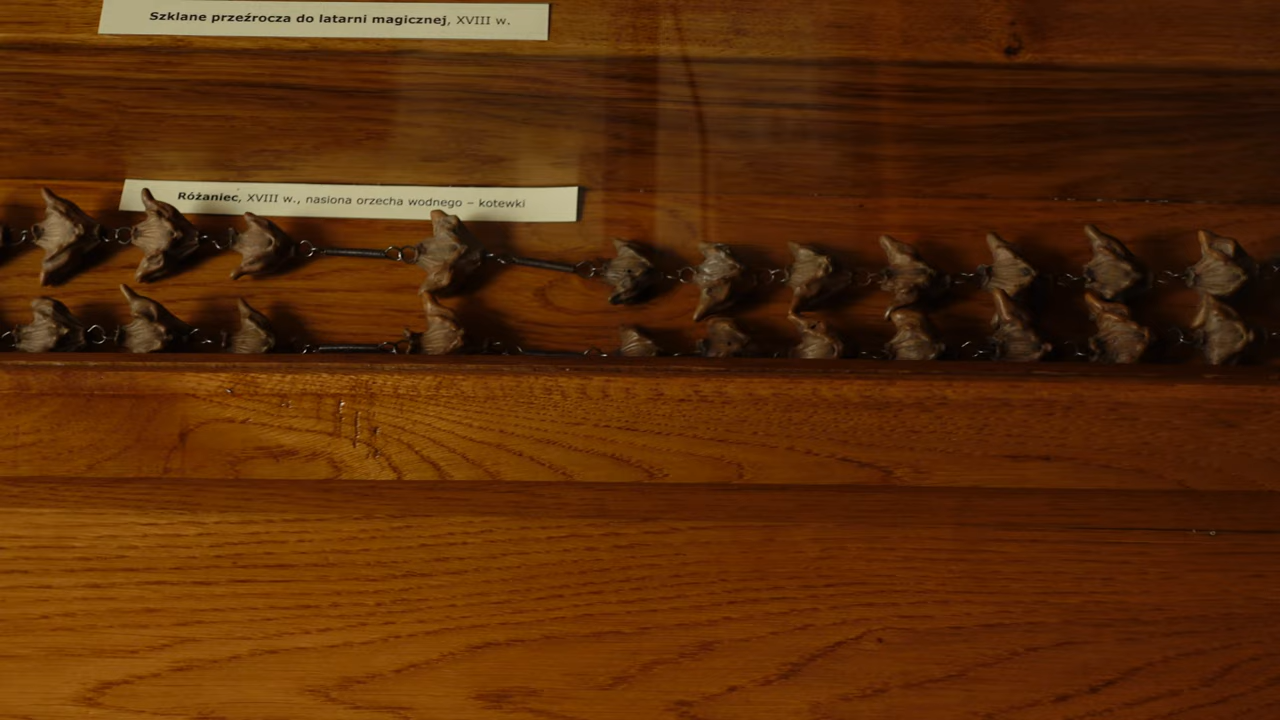 Szklane przeźrocza do latarni magicznej, XVIII w.
Różaniec, XVIII w., nasiona orzecha wodnego – kotewki